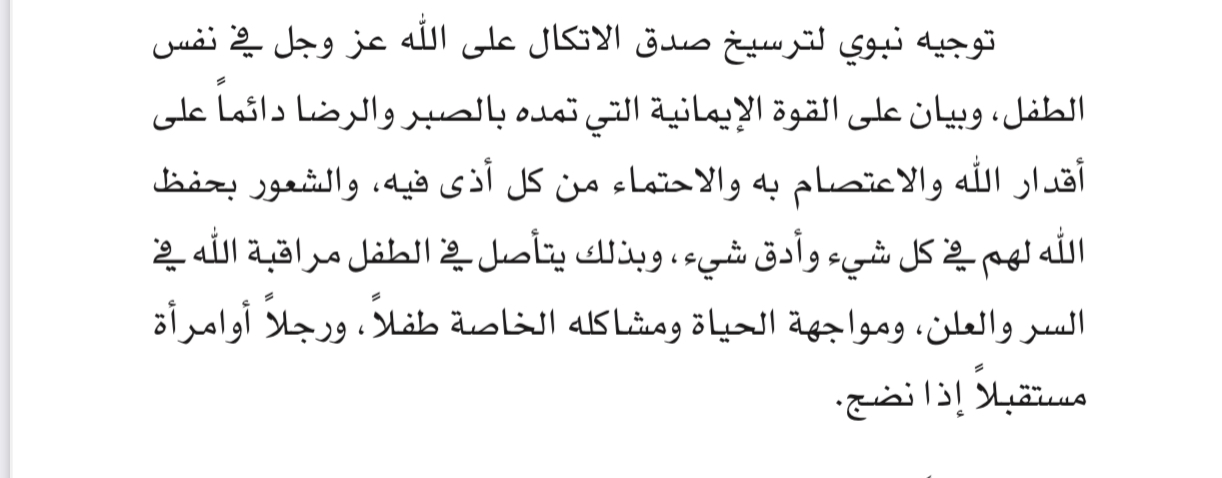 توجيه نبوي لترسيخ صدق الاتكال على الله عز وجل في نفس
الطفل، وبيان على القوة الإيمانية التي تمده بالصبر والرضا دائماً على
أقدار الله والاعتصام به والاحتماء من كل أذى فيه، والشعور بحفظ
الله لهم في كل شيء وأدق شيء، وبذلك يتأصل في الطفل مراقبة الله في
السر والعلن، ومواجهة الحياة ومشاكله الخاصة طفلاً، ورجلاً أوامرأة
مستقبلاً إذا نضج.